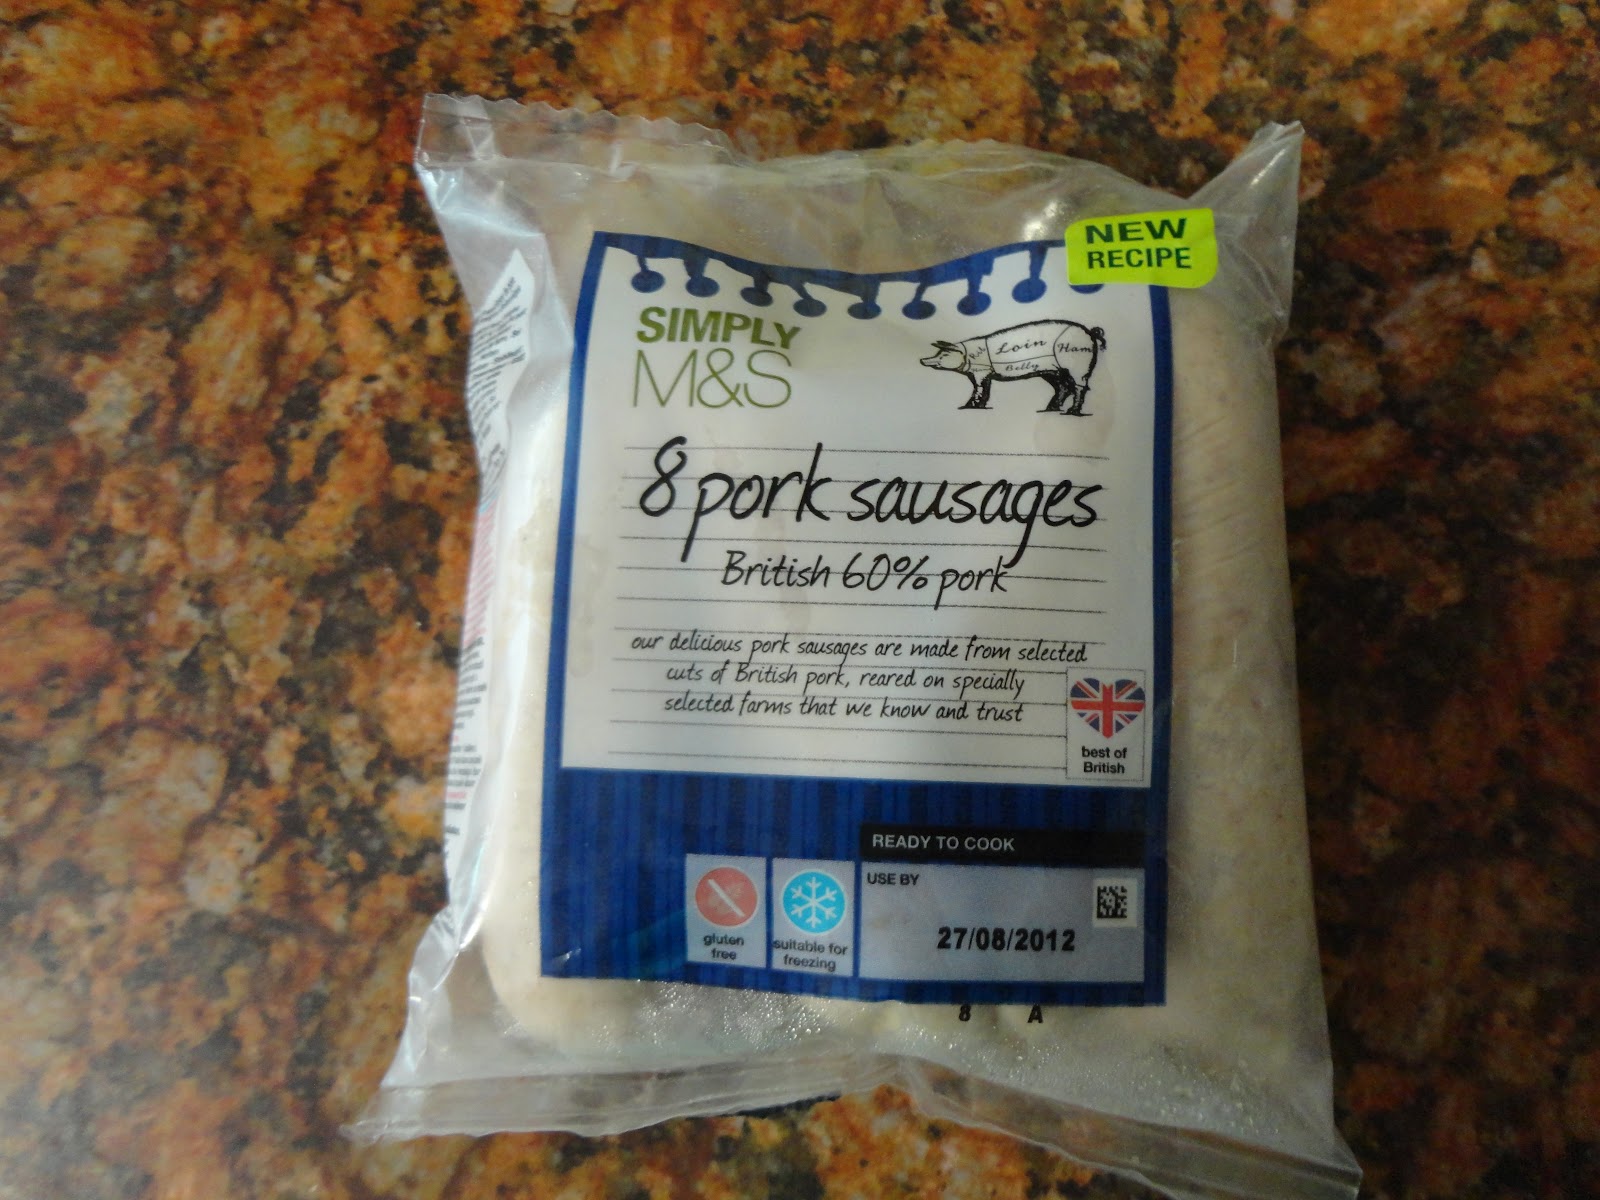 NEW
RECIPE
SIMPLY
M&S
Loin
Ham
Belly
8 pork sausages
British 60% pork
our delicious pork sausages are made from selected
cuts of British pork, reared on specially
selected farms that we know and trust
best of
British
READY TO COOK
USE BY
27/08/2012
gluten
free
suitable for
freezing
8 A